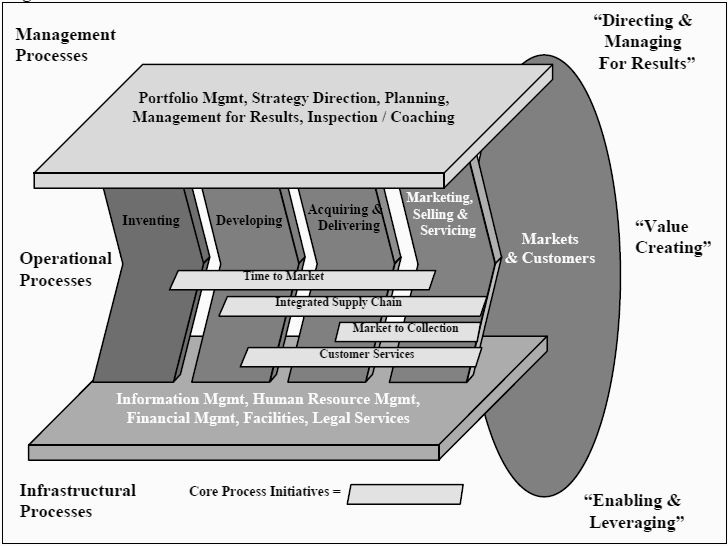 Management
Processes
“Directing &
Managing
For Results”
Portfolio Mgmt, Strategy Direction, Planning,
Management for Results, Inspection / Coaching
Operational
Processes
Inventing
Developing
Acquiring &
Delivering
Marketing,
Selling &
Servicing
Markets
& Customers
“Value
Creating”
Time to Market
Integrated Supply Chain
Market to Collection
Customer Services
Information Mgmt, Human Resource Mgmt,
Financial Mgmt, Facilities, Legal Services
Infrastructural
Processes
Core Process Initiatives =
“Enabling &
Leveraging”